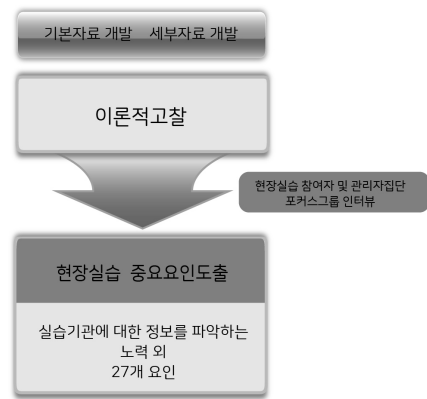 기본자료 개발 세부자료 개발
이론적고찰
현장실습 참여자 및 관리자집단
포커스그룹 인터뷰
현장실습 중요요인도출
실습기관에 대한 정보를 파악하는
노력 외
27개 요인